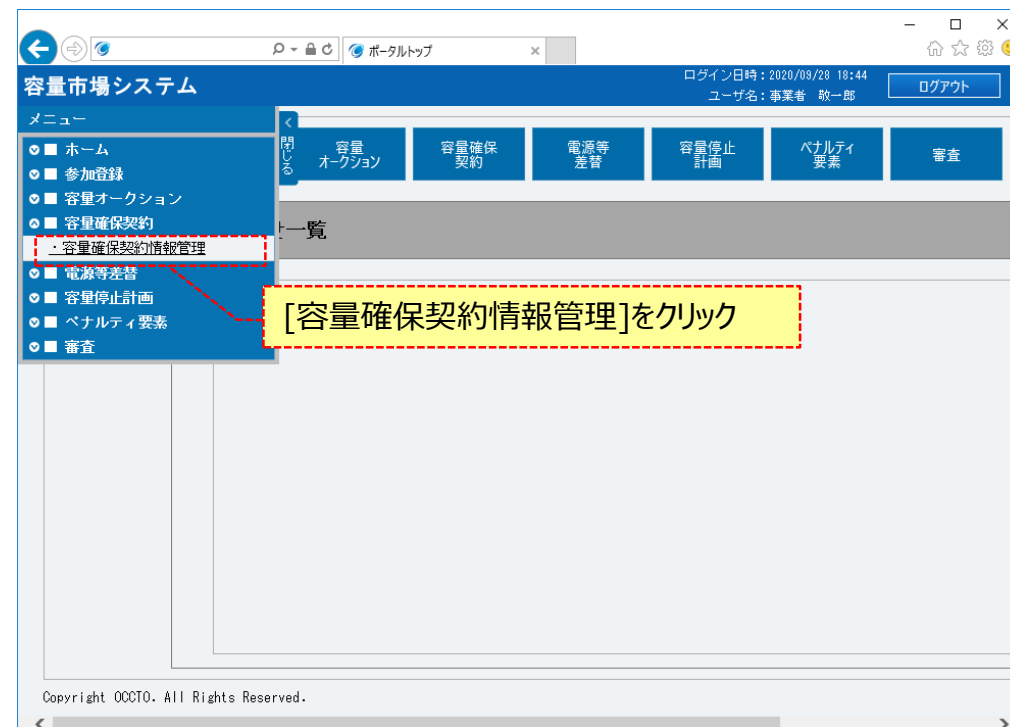 ポータルトップ
容量市場システム
ログイン日時：2020/09/28 18:44
ユーザ名：事業者 敬一郎
ログアウト
メニュー
閉じる
ホーム
参加登録
容量オークション
容量確保契約
・容量確保契約情報管理
電源等差替
容量停止計画
ペナルティ要素
審査
容量
オークション
容量確保
契約
電源等
差替
容量停止
計画
ペナルティ
要素
審査
一覧
[容量確保契約情報管理]をクリック
Copyright OCCTO. All Rights Reserved.